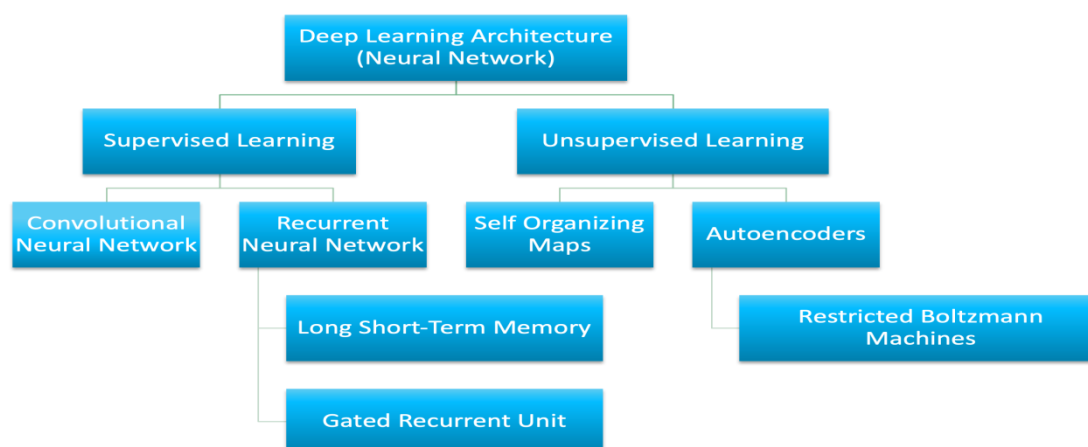 Deep Learning Architecture
(Neural Network)
Supervised Learning
Unsupervised Learning
Convolutional
Neural Network
Recurrent
Neural Network
Self Organizing
Maps
Autoencoders
Long Short-Term Memory
Restricted Boltzmann
Machines
Gated Recurrent Unit